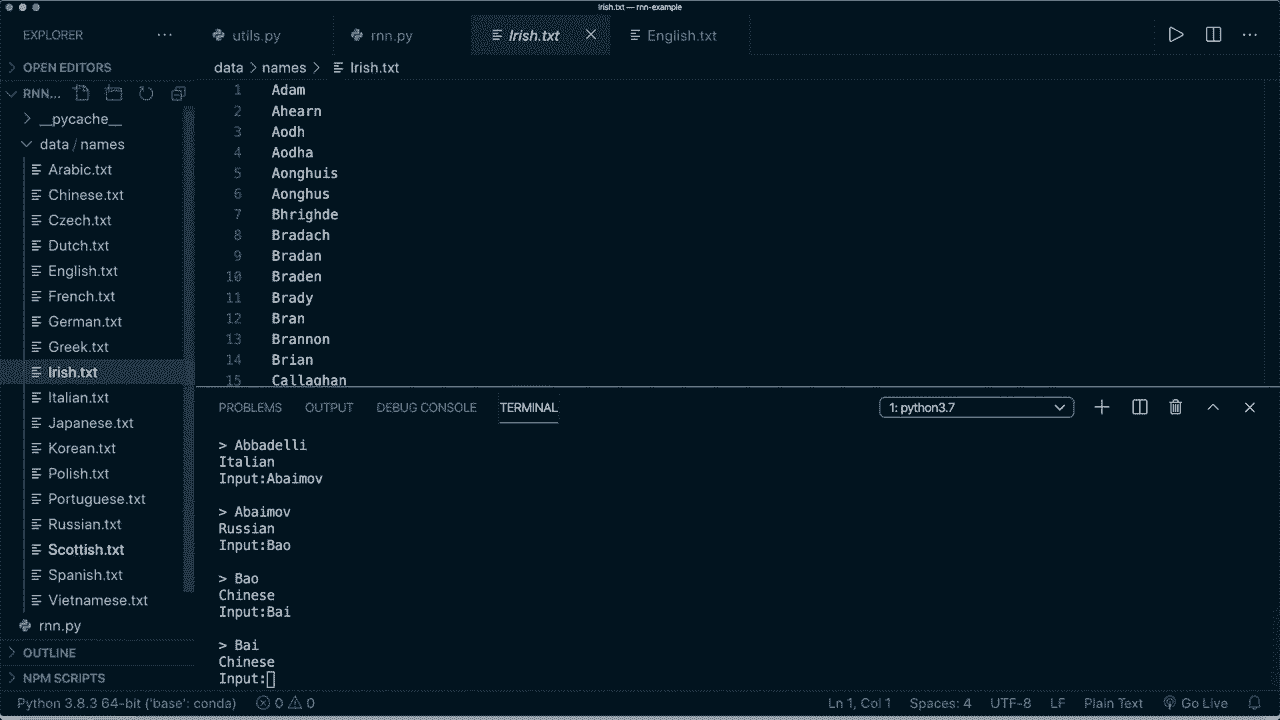 Irish.txt — rnn-example
EXPLORER
utils.py
rnn.py
Irish.txt
English.txt
OPEN EDITORS
data > names > Irish.txt
RNN...
__pycache__
data / names
Arabic.txt
Chinese.txt
Czech.txt
Dutch.txt
English.txt
French.txt
German.txt
Greek.txt
Irish.txt
Italian.txt
Japanese.txt
Korean.txt
Polish.txt
Portuguese.txt
Russian.txt
Scottish.txt
Spanish.txt
Vietnamese.txt
rnn.py
OUTLINE
NPM SCRIPTS
1 Adam
2 Ahearn
3 Aodh
4 Aodha
5 Aonghuis
6 Aonghus
7 Bhrighde
8 Bradach
9 Bradan
10 Braden
11 Brady
12 Bran
13 Brannon
14 Brian
15 Callaghan
PROBLEMS OUTPUT DEBUG CONSOLE TERMINAL 1: python3.7
> Abbadelli
Italian
Input:Abaimov
> Abaimov
Russian
Input:Bao
> Bao
Chinese
Input:Bai
> Bai
Chinese
Input:
Python 3.8.3 64-bit ('base': conda) 0 0 Ln 1, Col 1 Spaces: 4 UTF-8 LF Plain Text Go Live